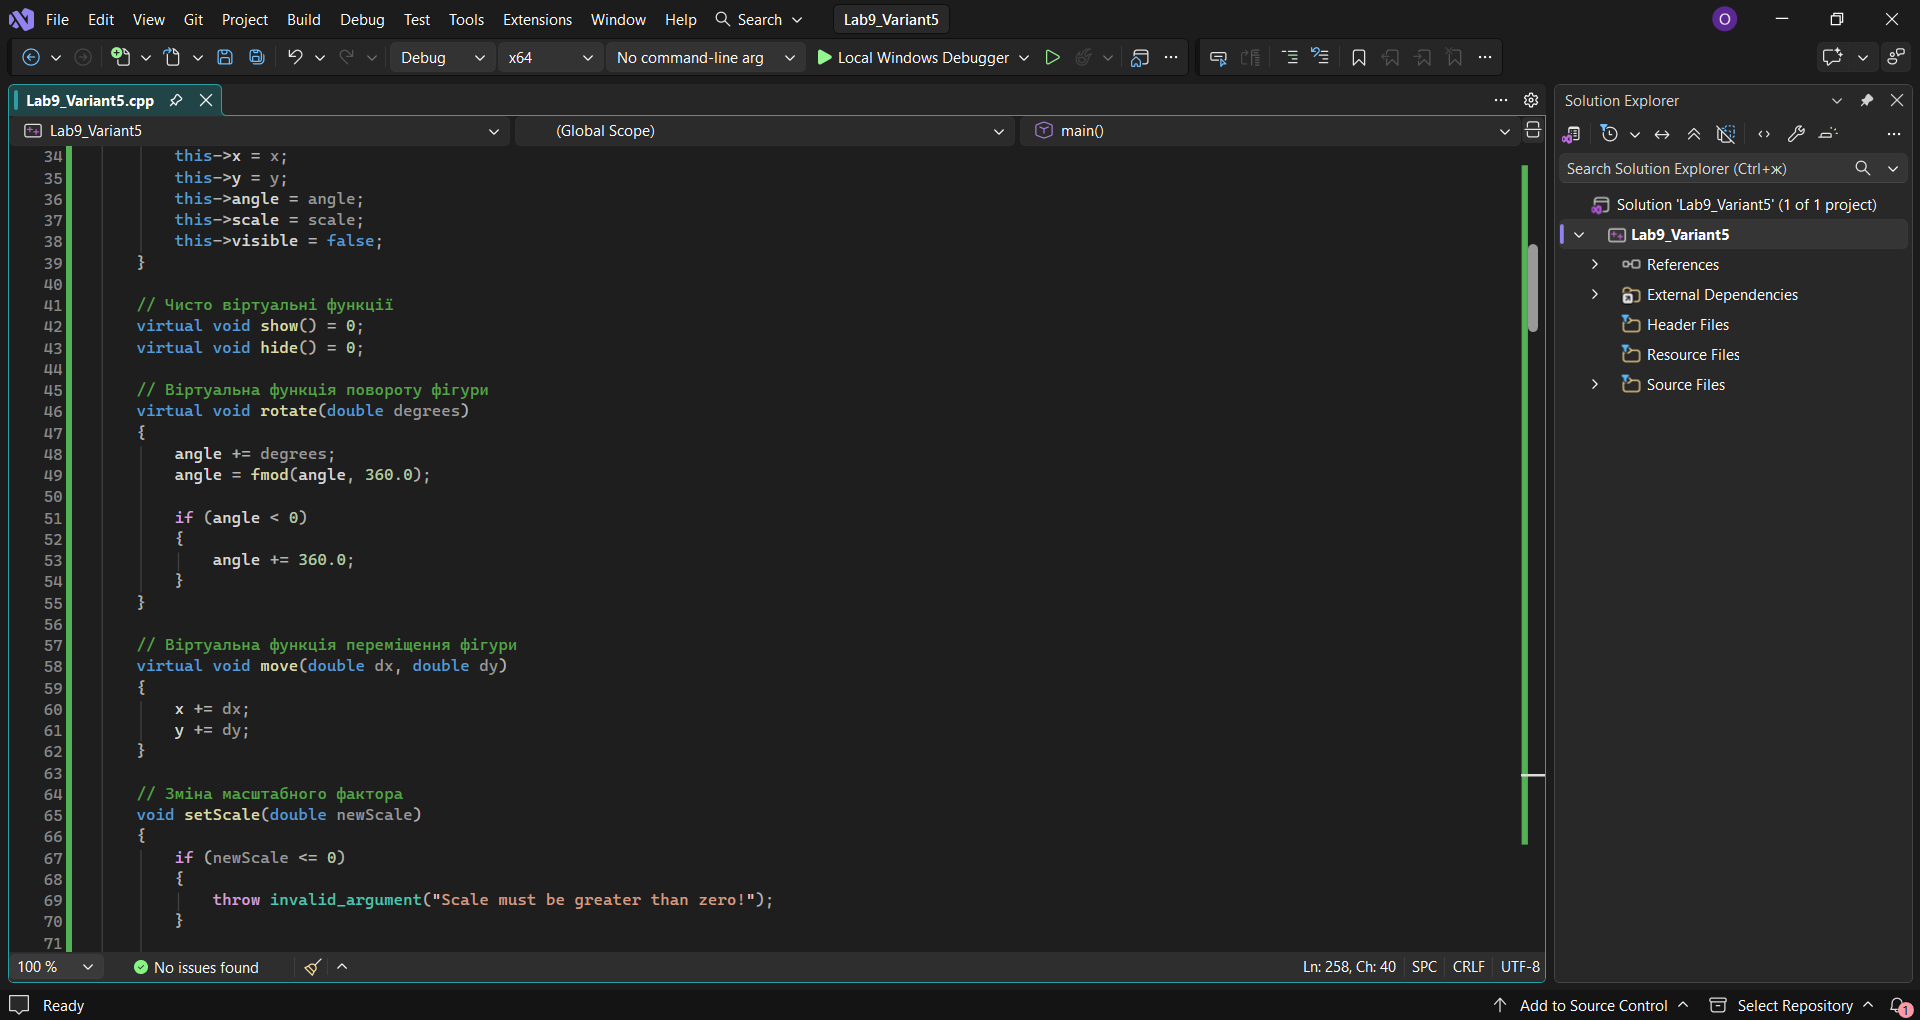 File Edit View Git Project Build Debug Test Tools Extensions Window Help Search Lab9_Variant5 O
Debug x64 No command-line arg Local Windows Debugger
Lab9_Variant5.cpp
Lab9_Variant5 (Global Scope) main()
34 this->x = x;
35 this->y = y;
36 this->angle = angle;
37 this->scale = scale;
38 this->visible = false;
39 }
40
41 // Чисто віртуальні функції
42 virtual void show() = 0;
43 virtual void hide() = 0;
44
45 // Віртуальна функція повороту фігури
46 virtual void rotate(double degrees)
47 {
48 angle += degrees;
49 angle = fmod(angle, 360.0);
50
51 if (angle < 0)
52 {
53 angle += 360.0;
54 }
55 }
56
57 // Віртуальна функція переміщення фігури
58 virtual void move(double dx, double dy)
59 {
60 x += dx;
61 y += dy;
62 }
63
64 // Зміна масштабного фактора
65 void setScale(double newScale)
66 {
67 if (newScale <= 0)
68 {
69 throw invalid_argument("Scale must be greater than zero!");
70 }
71
100 % No issues found Ln: 258, Ch: 40 SPC CRLF UTF-8
Solution Explorer
Search Solution Explorer (Ctrl+ж)
Solution 'Lab9_Variant5' (1 of 1 project)
Lab9_Variant5
References
External Dependencies
Header Files
Resource Files
Source Files
Ready Add to Source Control Select Repository 1